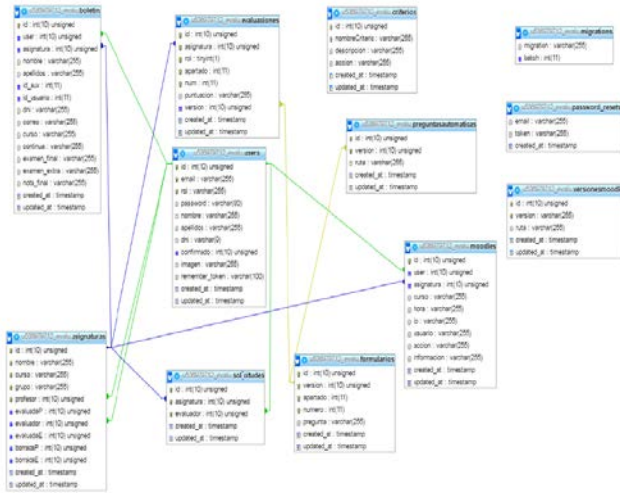 boletin
id : int(10) unsigned
user : int(10) unsigned
asignatura : int(10) unsigned
nombre : varchar(255)
apellidos : varchar(255)
id_aux : int(11)
id_usuario : int(11)
dni : varchar(255)
correo : varchar(255)
curso : varchar(255)
continua : varchar(255)
examen_final : varchar(255)
examen_extra : varchar(255)
nota_final : varchar(255)
created_at : timestamp
updated_at : timestamp
evaluaciones
id : int(10) unsigned
asignatura : int(10) unsigned
rol : tinyint(1)
apartado : int(11)
num : int(11)
puntuacion : varchar(255)
version : int(10) unsigned
created_at : timestamp
updated_at : timestamp
criterios
id : int(10) unsigned
nombreCriterio : varchar(255)
descripcion : varchar(255)
accion : varchar(255)
created_at : timestamp
updated_at : timestamp
migrations
migration : varchar(255)
batch : int(11)
users
id : int(10) unsigned
email : varchar(255)
rol : varchar(255)
password : varchar(60)
nombre : varchar(255)
apellidos : varchar(255)
dni : varchar(9)
confirmado : int(10) unsigned
imagen : varchar(255)
remember_token : varchar(100)
created_at : timestamp
updated_at : timestamp
preguntasautomaticas
id : int(10) unsigned
version : int(10) unsigned
ruta : varchar(255)
created_at : timestamp
updated_at : timestamp
password_resets
email : varchar(255)
token : varchar(255)
created_at : timestamp
versionesmoodle
id : int(10) unsigned
version : varchar(255)
ruta : varchar(255)
created_at : timestamp
updated_at : timestamp
moodles
id : int(10) unsigned
user : int(10) unsigned
asignatura : int(10) unsigned
curso : varchar(255)
hora : varchar(255)
ip : varchar(255)
usuario : varchar(255)
accion : varchar(255)
informacion : varchar(255)
created_at : timestamp
updated_at : timestamp
asignaturas
id : int(10) unsigned
nombre : varchar(255)
curso : varchar(255)
grupo : varchar(255)
profesor : int(10) unsigned
evaluadaP : int(10) unsigned
evaluador : int(10) unsigned
evaluadaE : int(10) unsigned
borradaP : int(10) unsigned
borradaE : int(10) unsigned
created_at : timestamp
updated_at : timestamp
solicitudes
id : int(10) unsigned
asignatura : int(10) unsigned
evaluador : int(10) unsigned
created_at : timestamp
updated_at : timestamp
formularios
id : int(10) unsigned
version : int(10) unsigned
apartado : int(11)
numero : int(11)
pregunta : varchar(255)
created_at : timestamp
updated_at : timestamp